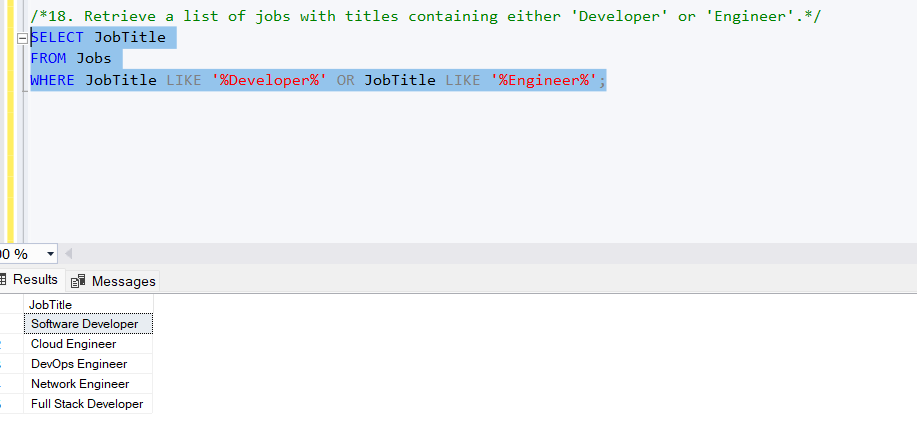 /*18. Retrieve a list of jobs with titles containing either 'Developer' or 'Engineer'.*/
SELECT JobTitle
FROM Jobs
WHERE JobTitle LIKE '%Developer%' OR JobTitle LIKE '%Engineer%';
%
Results Messages
JobTitle
Software Developer
Cloud Engineer
DevOps Engineer
Network Engineer
Full Stack Developer